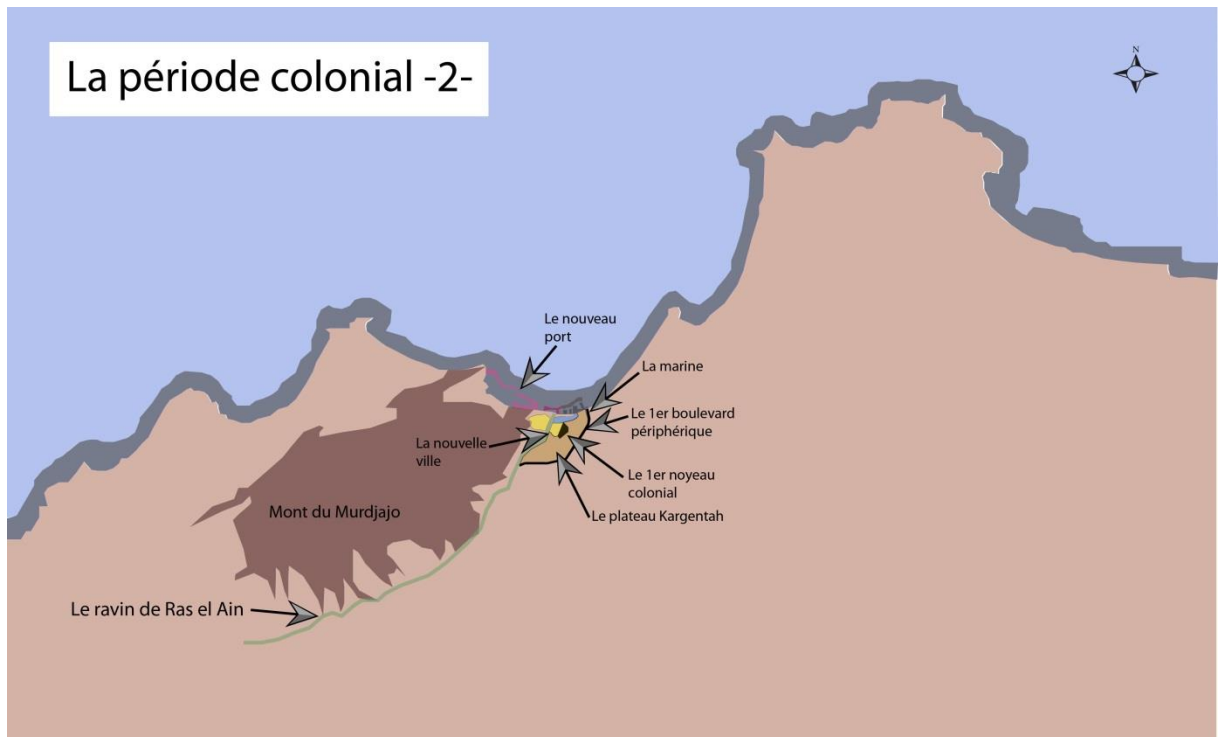 La période colonial -2-
N
Le nouveau
port
La marine
Le 1er boulevard
périphérique
La nouvelle
ville
Le 1er noyeau
colonial
Mont du Murdjajo
Le plateau Kargentah
Le ravin de Ras el Ain